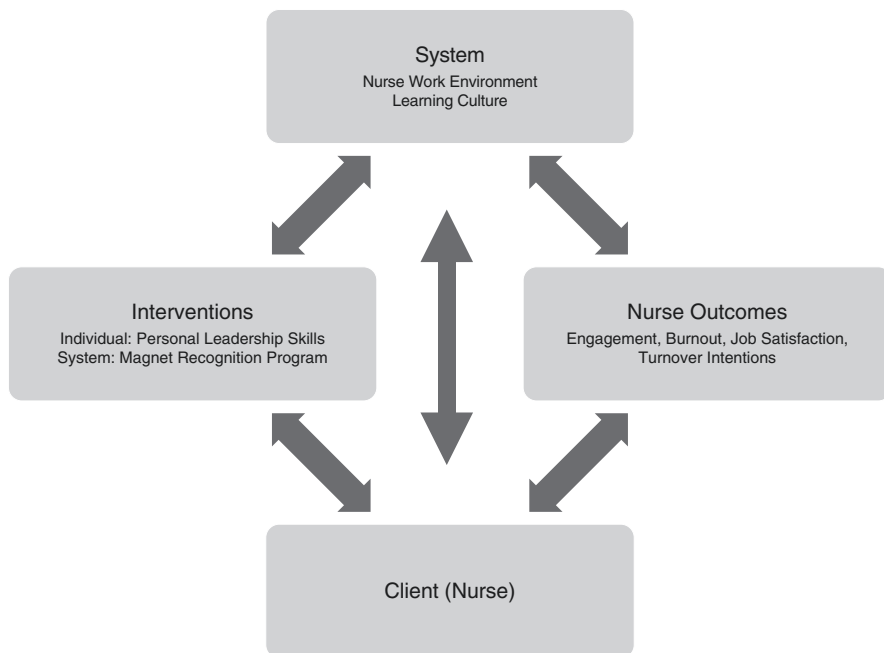 System
Nurse Work Environment
Learning Culture
Interventions
Individual: Personal Leadership Skills
System: Magnet Recognition Program
Nurse Outcomes
Engagement, Burnout, Job Satisfaction,
Turnover Intentions
Client (Nurse)